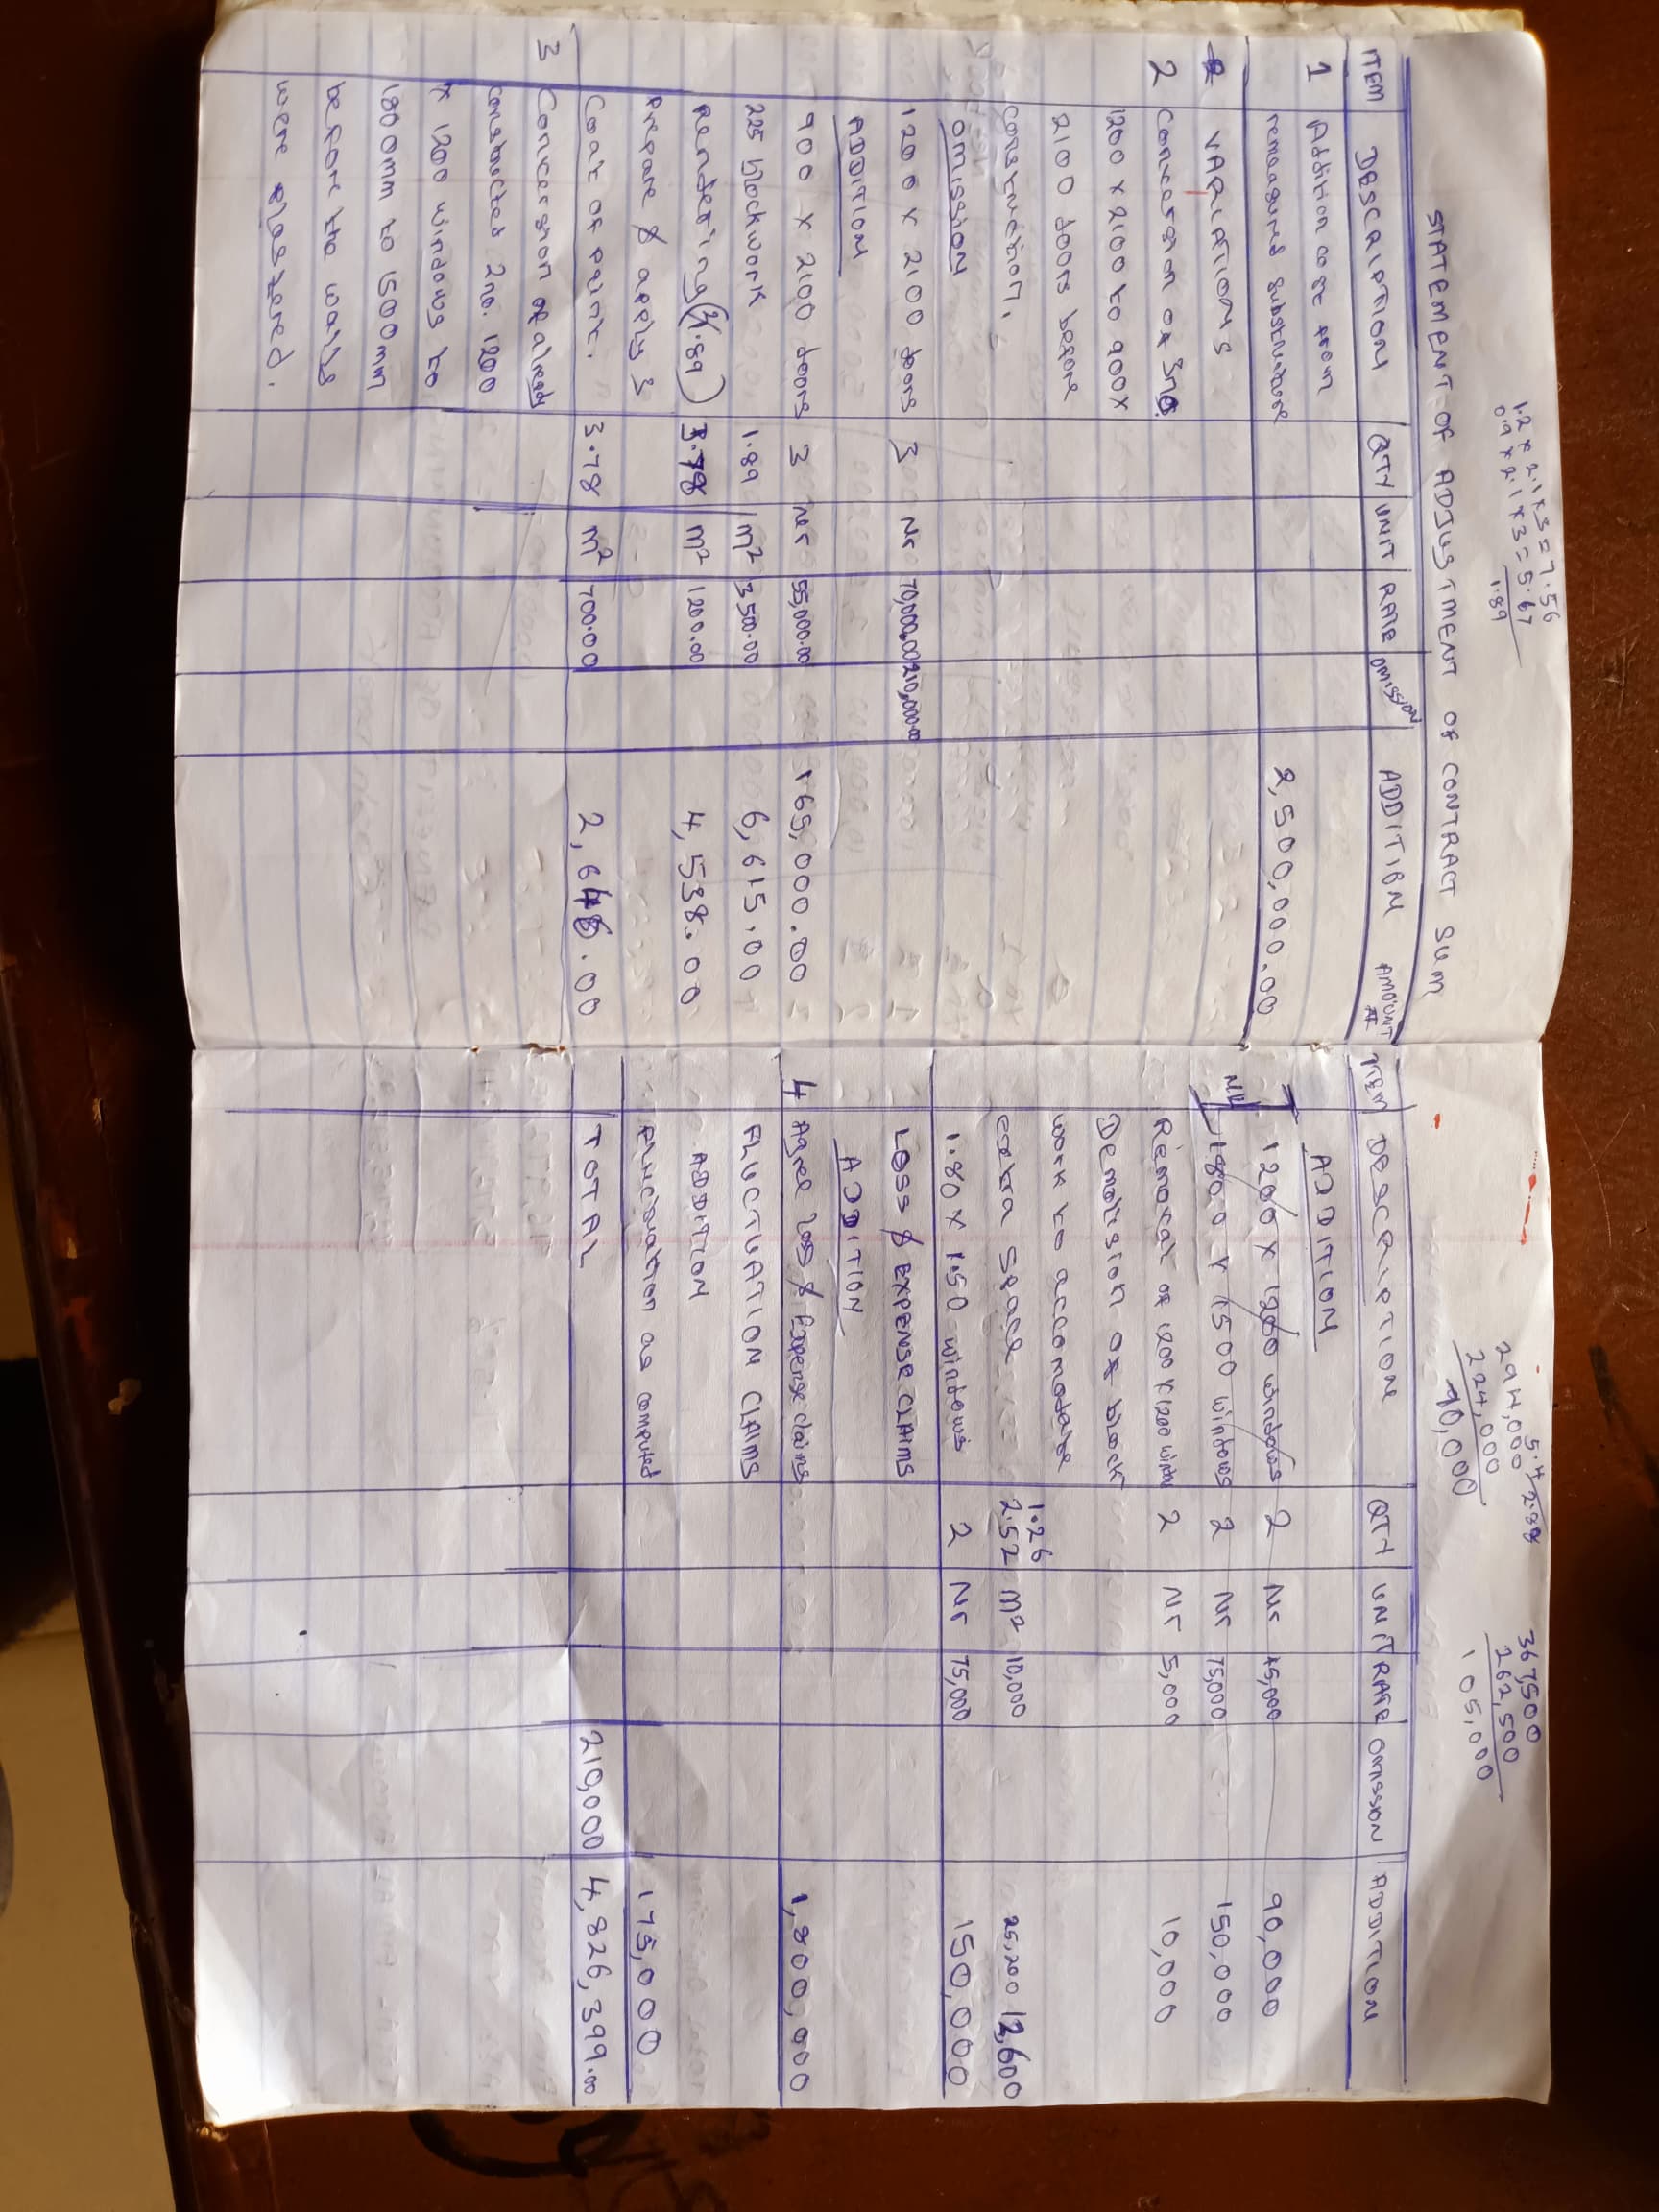 1.2 x 2.1 x 3 = 7.56
0.9 x 2.1 x 3 = 5.67
1.89
STATEMENT OF ADJUSTMENT OF CONTRACT SUM
ITEM DESCRIPTION QTY UNIT RATE OMISSION ADDITION AMOUNT ₦
1 Addition cost from
remeasured substructure 2,500,000.00
2 VARIATIONS
2 Conversion of 3no.
1200 x 2100 to 900x
2100 doors before
construction.
OMISSION
1200 x 2100 doors 3 Nr 70,000.00 210,000.00
ADDITION
900 x 2100 doors 3 Nr 55,000.00 165,000.00
225 blockwork 1.89 m² 3500.00 6,615.00
Rendering (2/1.89) 3.78 m² 1200.00 4,538.00
Prepare & apply 3
Coat of paint. 3.78 m² 700.00 2,646.00
3 Conversion of already
constructed 2no. 1200
x 1200 windows to
1800mm to 1500mm
before the walls
were plastered.
5.4 2.38
294,000
224,000
90,000
367,500
262,500
105,000
ITEM DESCRIPTION QTY UNIT RATE OMISSION ADDITION
ADDITION
1200 x 1200 windows 2 Nr 45,000 90,000
1800 x 1500 windows 2 Nr 75,000 150,000
Removal of 1200 x 1200 window 2 Nr 5,000 10,000
Demolision of block
work to accomodate
1.26
extra space 2.52 m² 10,000 25,200 12,600
1.80 x 1.50 windows 2 Nr 75,000 150,000
LOSS & EXPENSE CLAIMS
ADDITION
4 Agree loss & Expense claims 1,800,000
FLUCTUATION CLAIMS
ADDITION
Fluctuation as computed 175,000
TOTAL 210,000 4,826,399.00